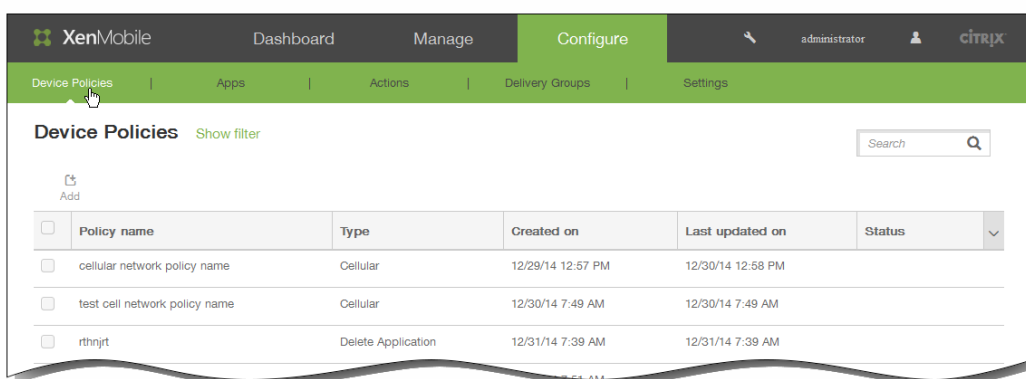 XenMobile Dashboard Manage Configure administrator CİTRIX
Device Policies | Apps | Actions | Delivery Groups | Settings
Device Policies Show filter
Search
Add
Policy name Type Created on Last updated on Status
cellular network policy name Cellular 12/29/14 12:57 PM 12/30/14 12:58 PM
test cell network policy name Cellular 12/30/14 7:49 AM 12/30/14 7:49 AM
rthnjrt Delete Application 12/31/14 7:39 AM 12/31/14 7:39 AM